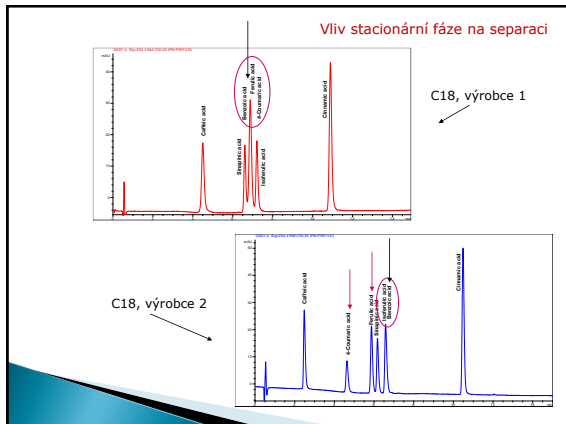 Vliv stacionární fáze na separaci
mAU
Caffeic acid
Sinapinic acid
Benzoic acid
Ferulic acid
4-Coumaric acid
Isoferulic acid
Cinnamic acid
C18, výrobce 1
mAU
Caffeic acid
4-Coumaric acid
Ferulic acid
Sinapinic acid
Isoferulic acid
Benzoic acid
Cinnamic acid
C18, výrobce 2